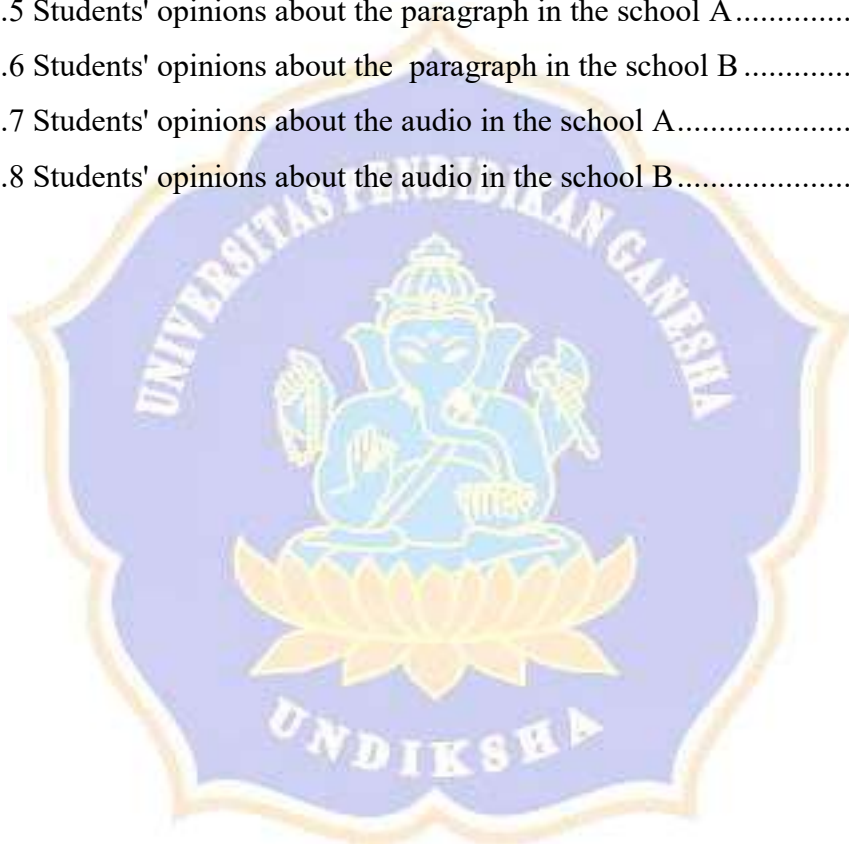 .5 Students' opinions about the paragraph in the school A....................
.6 Students' opinions about the  paragraph in the school B....................
.7 Students' opinions about the audio in the school A....................
.8 Students' opinions about the audio in the school B....................
UNIVERSITAS PENDIDIKAN GANESHA
UNDIKSHA